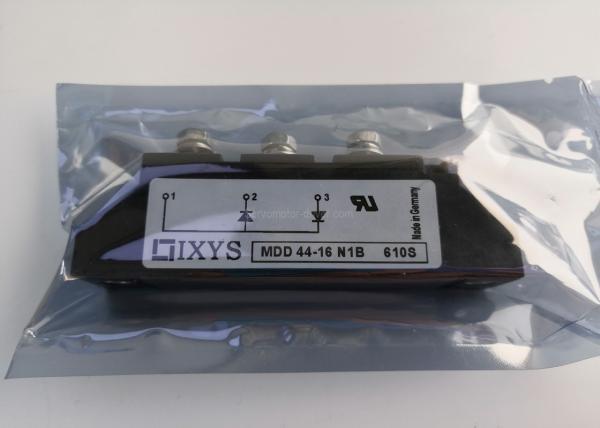 1 2 3
Made in Germany
IXYS MDD 44-16 N1B 610S